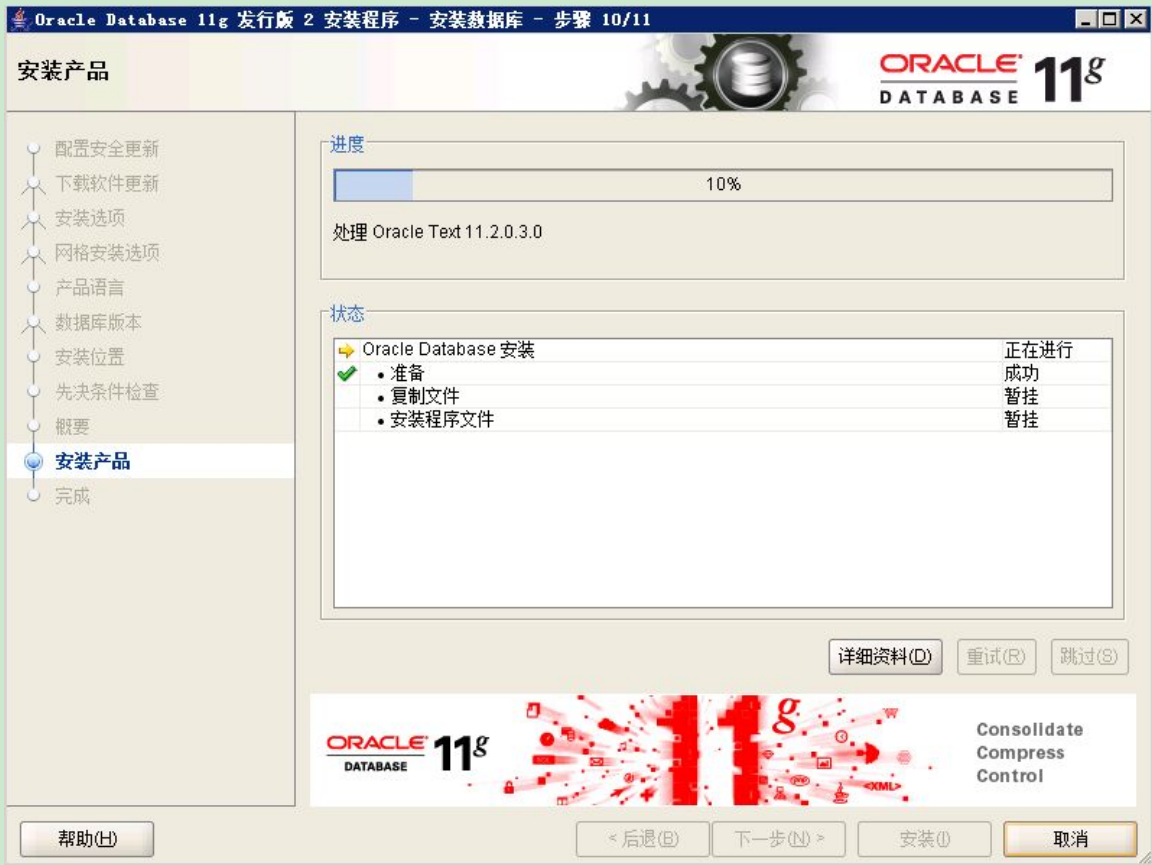 Oracle Database 11g 发行版 2 安装程序 - 安装数据库 - 步骤 10/11
安装产品
ORACLE 11g
DATABASE
配置安全更新
下载软件更新
安装选项
网格安装选项
产品语言
数据库版本
安装位置
先决条件检查
概要
安装产品
完成
进度
10%
处理 Oracle Text 11.2.0.3.0
状态
Oracle Database 安装 正在进行
• 准备 成功
• 复制文件 暂挂
• 安装程序文件 暂挂
详细资料(D) 重试(R) 跳过(S)
ORACLE 11g
DATABASE
11g
<XML>
Consolidate
Compress
Control
帮助(H) < 后退(B) 下一步(N) > 安装(I) 取消